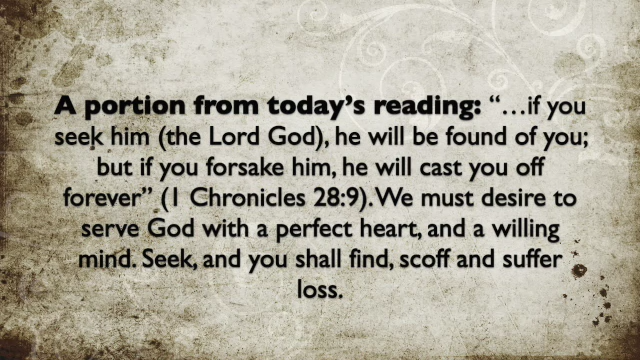 A portion from today's reading: “…if you
seek him (the Lord God), he will be found of you;
but if you forsake him, he will cast you off
forever” (1 Chronicles 28:9). We must desire to
serve God with a perfect heart, and a willing
mind. Seek, and you shall find, scoff and suffer
loss.